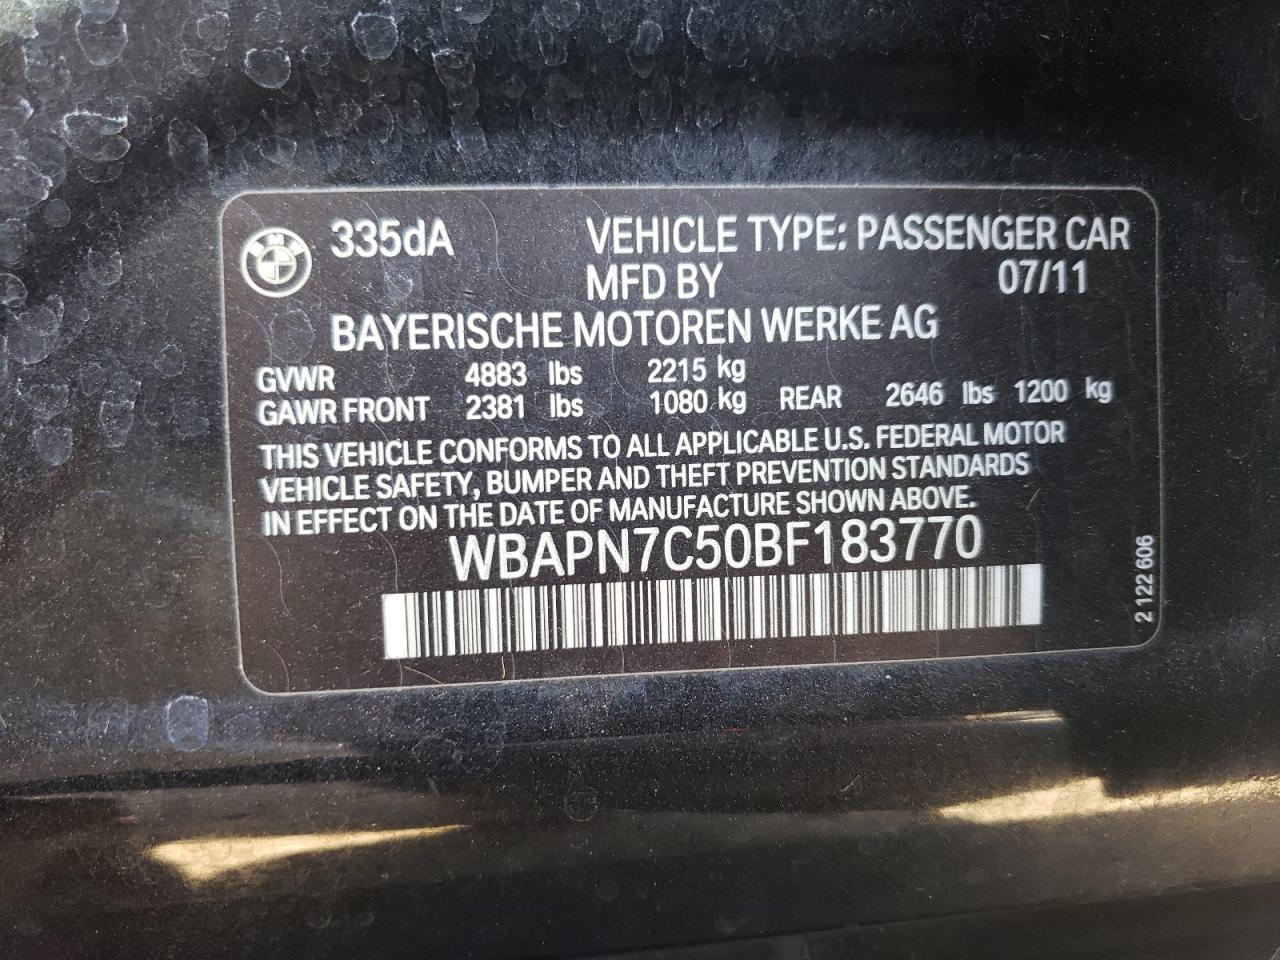 BMW
335dA VEHICLE TYPE: PASSENGER CAR
MFD BY 07/11
BAYERISCHE MOTOREN WERKE AG
GVWR 4883 lbs 2215 kg
GAWR FRONT 2381 lbs 1080 kg REAR 2646 lbs 1200 kg
THIS VEHICLE CONFORMS TO ALL APPLICABLE U.S. FEDERAL MOTOR
VEHICLE SAFETY, BUMPER AND THEFT PREVENTION STANDARDS
IN EFFECT ON THE DATE OF MANUFACTURE SHOWN ABOVE.
WBAPN7C50BF183770
2 122 606